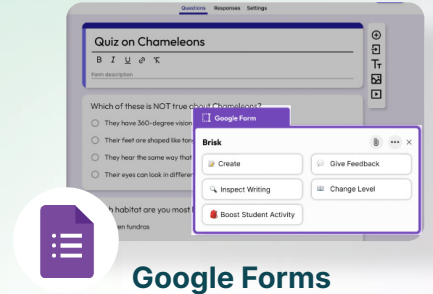 Questions Responses Settings
Quiz on Chameleons
B I U
Form description
Which of these is NOT true about Chameleons?
They have 360-degree vision
Their feet are shaped like ton
They hear the same way that
Their eyes can look in differen
Google Form
Brisk
Create
Give Feedback
Inspect Writing
Change Level
Boost Student Activity
h habitat are you most l
en tundras
Google Forms